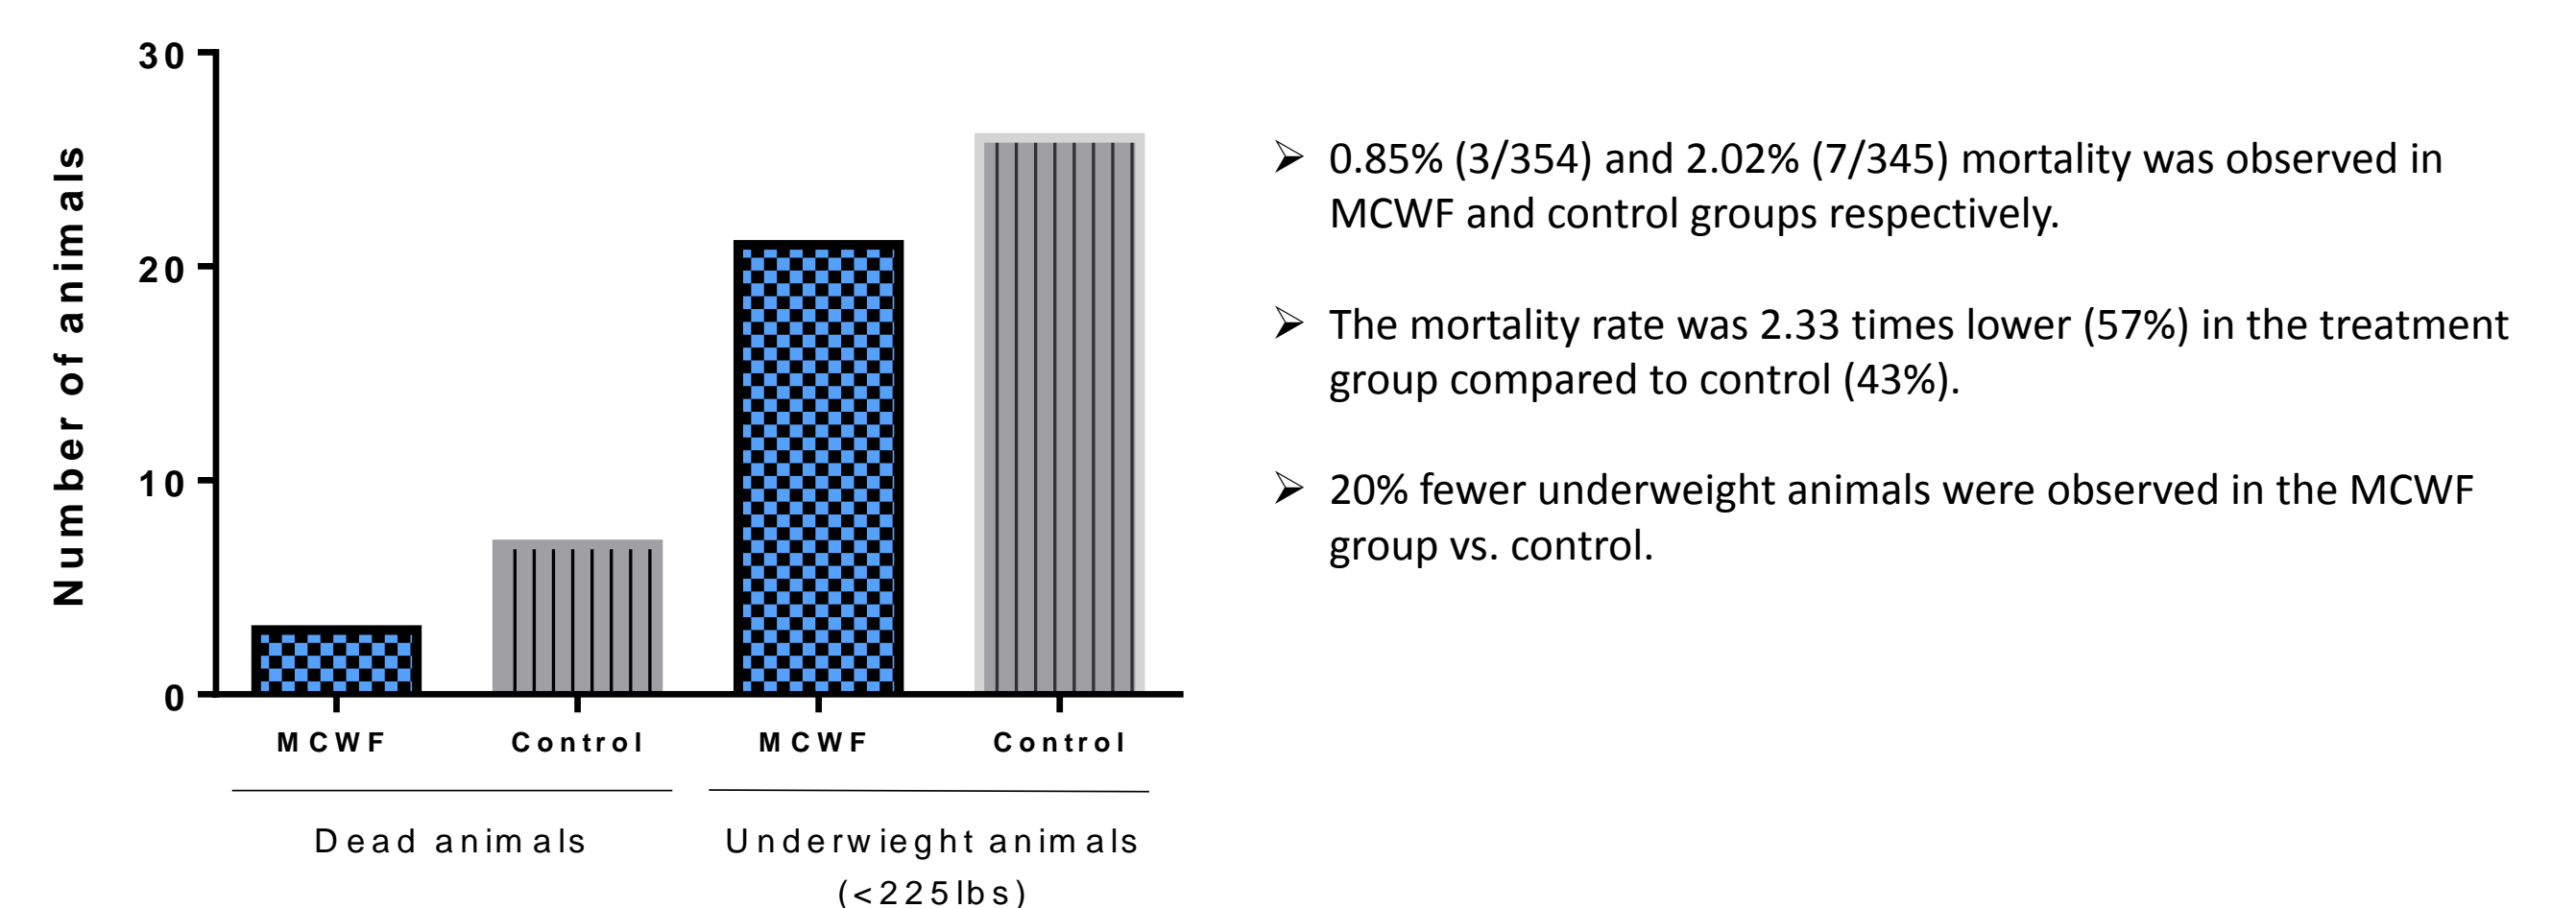 30
20
10
0
Number of animals
MCWF
Control
MCWF
Control
Dead animals
Underwieght animals
(<225lbs)
➢ 0.85% (3/354) and 2.02% (7/345) mortality was observed in
MCWF and control groups respectively.
➢ The mortality rate was 2.33 times lower (57%) in the treatment
group compared to control (43%).
➢ 20% fewer underweight animals were observed in the MCWF
group vs. control.